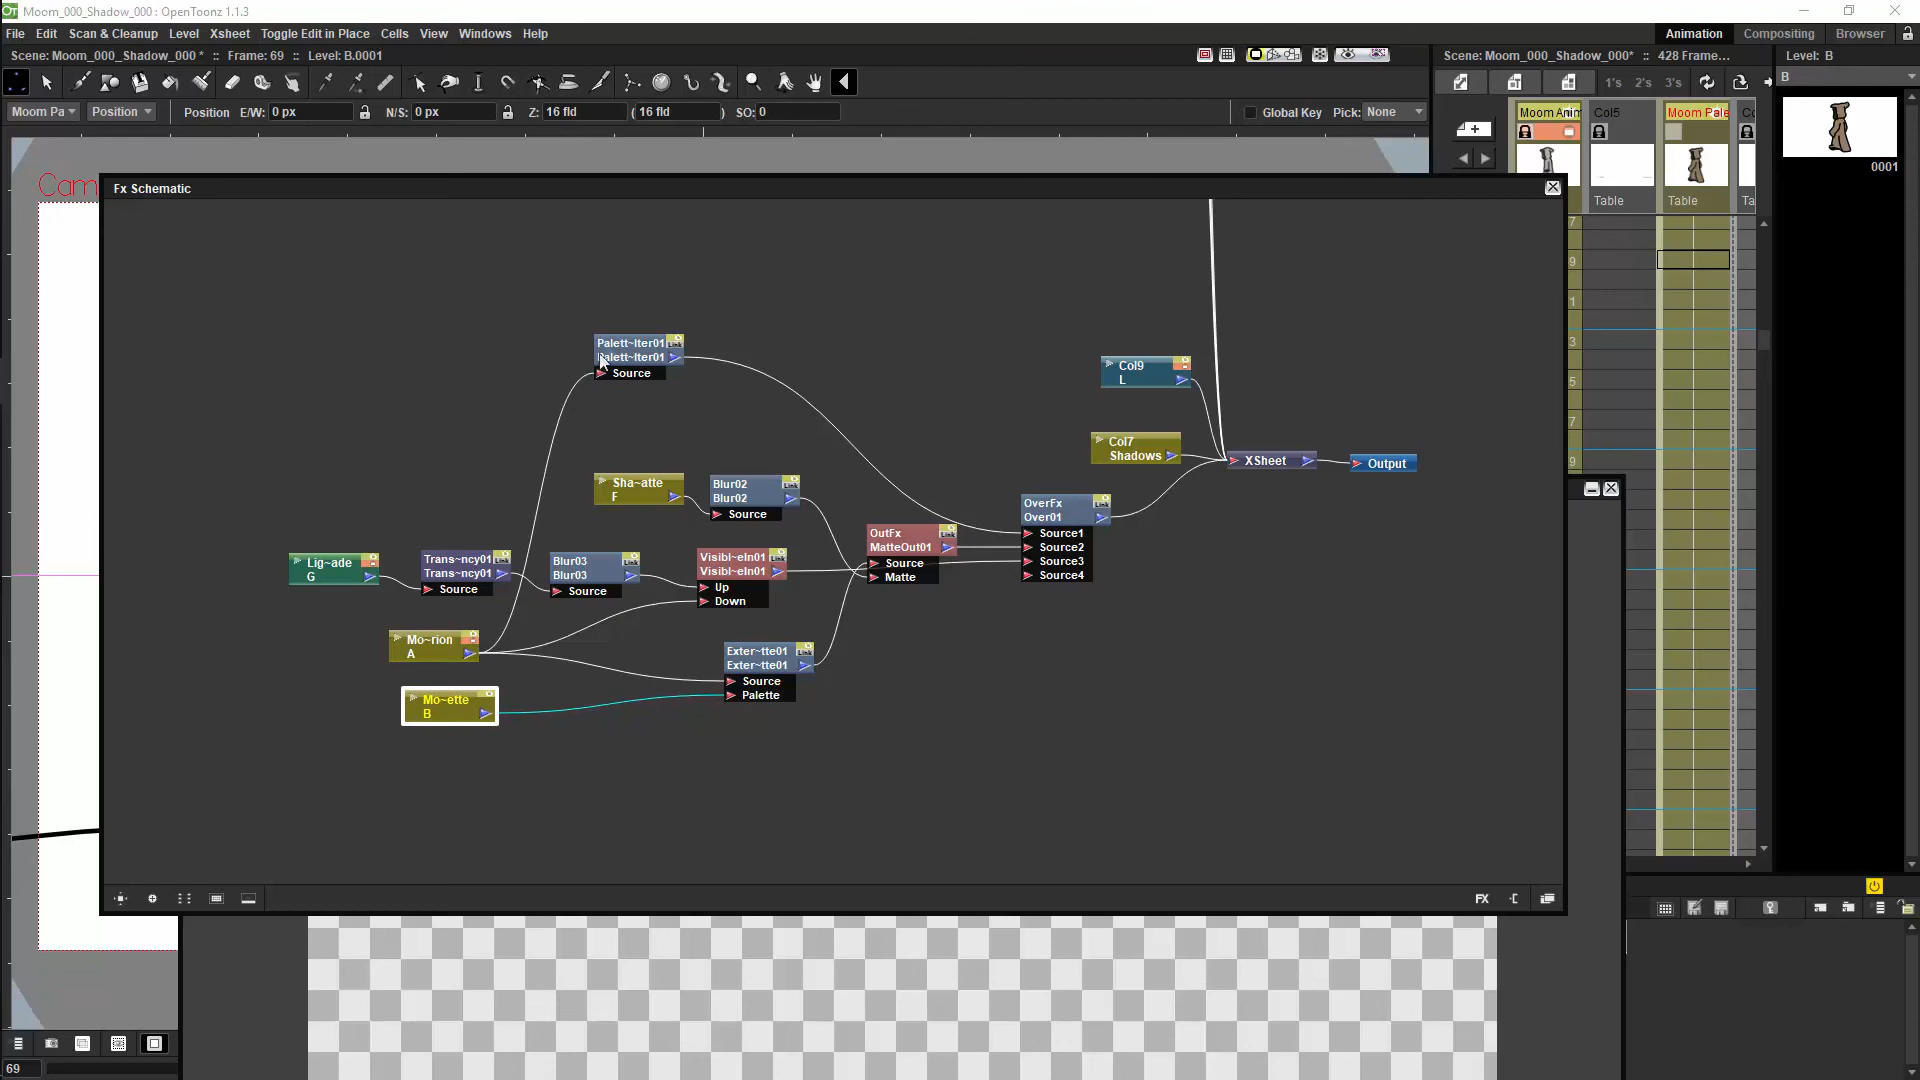 Moom_000_Shadow_000 : OpenToonz 1.1.3
File Edit Scan & Cleanup Level Xsheet Toggle Edit in Place Cells View Windows Help
Animation Compositing Browser
Scene: Moom_000_Shadow_000 * :: Frame: 69 :: Level: B.0001
Scene: Moom_000_Shadow_000* :: 428 Frame...
Level: B
B
1's 2's 3's
Moom Pa Position Position E/W: 0 px N/S: 0 px Z: 16 fld ( 16 fld ) SO: 0 Global Key Pick: None
Moom Anim Col5 Moom Pale
0001
Table Table Ta
Cam
Fx Schematic
Palett~lter01
Palett~lter01
Source
Col9
L
Col7
Shadows
XSheet
Output
Sha~atte
F
Blur02
Blur02
Source
OverFx
Over01
Source1
Source2
Source3
Source4
OutFx
MatteOut01
Source
Matte
Lig~ade
G
Trans~ncy01
Trans~ncy01
Source
Blur03
Blur03
Source
Visibl~eIn01
Visibl~eIn01
Up
Down
Mo~rion
A
Exter~tte01
Exter~tte01
Source
Palette
Mo~ette
B
FX
69